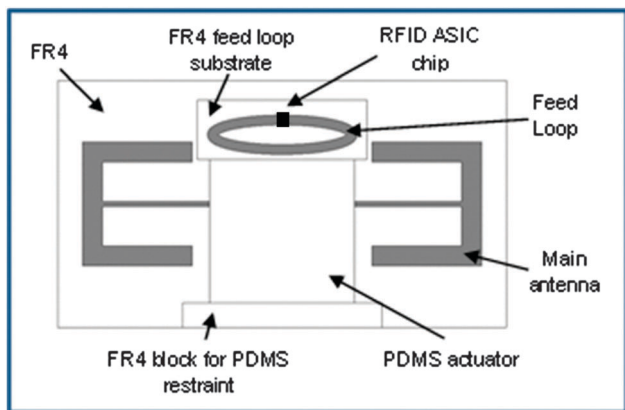 FR4
FR4 feed loop
substrate
RFID ASIC
chip
Feed
Loop
Main
antenna
FR4 block for PDMS
restraint
PDMS actuator